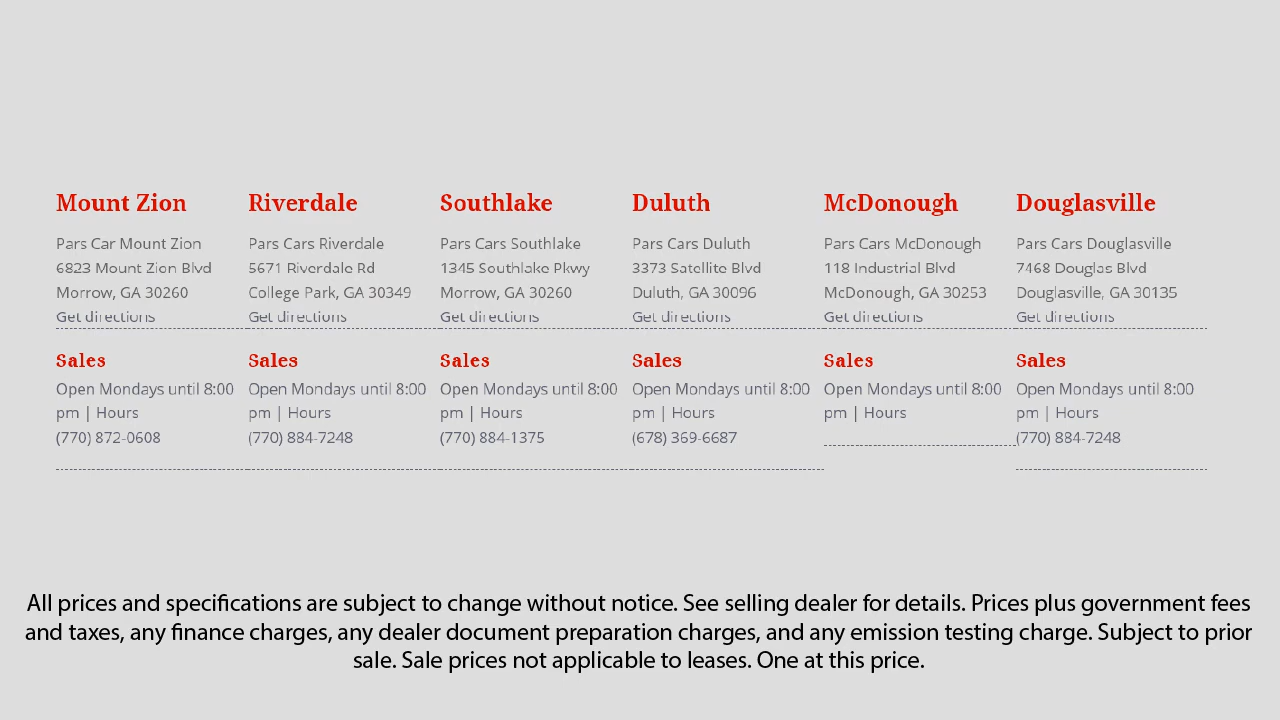 Mount Zion
Pars Car Mount Zion
6823 Mount Zion Blvd
Morrow, GA 30260
Get directions
Sales
Open Mondays until 8:00
pm | Hours
(770) 872-0608
Riverdale
Pars Cars Riverdale
5671 Riverdale Rd
College Park, GA 30349
Get directions
Sales
Open Mondays until 8:00
pm | Hours
(770) 884-7248
Southlake
Pars Cars Southlake
1345 Southlake Pkwy
Morrow, GA 30260
Get directions
Sales
Open Mondays until 8:00
pm | Hours
(770) 884-1375
Duluth
Pars Cars Duluth
3373 Satellite Blvd
Duluth, GA 30096
Get directions
Sales
Open Mondays until 8:00
pm | Hours
(678) 369-6687
McDonough
Pars Cars McDonough
118 Industrial Blvd
McDonough, GA 30253
Get directions
Sales
Open Mondays until 8:00
pm | Hours
Douglasville
Pars Cars Douglasville
7468 Douglas Blvd
Douglasville, GA 30135
Get directions
Sales
Open Mondays until 8:00
pm | Hours
(770) 884-7248
All prices and specifications are subject to change without notice. See selling dealer for details. Prices plus government fees
and taxes, any finance charges, any dealer document preparation charges, and any emission testing charge. Subject to prior
sale. Sale prices not applicable to leases. One at this price.